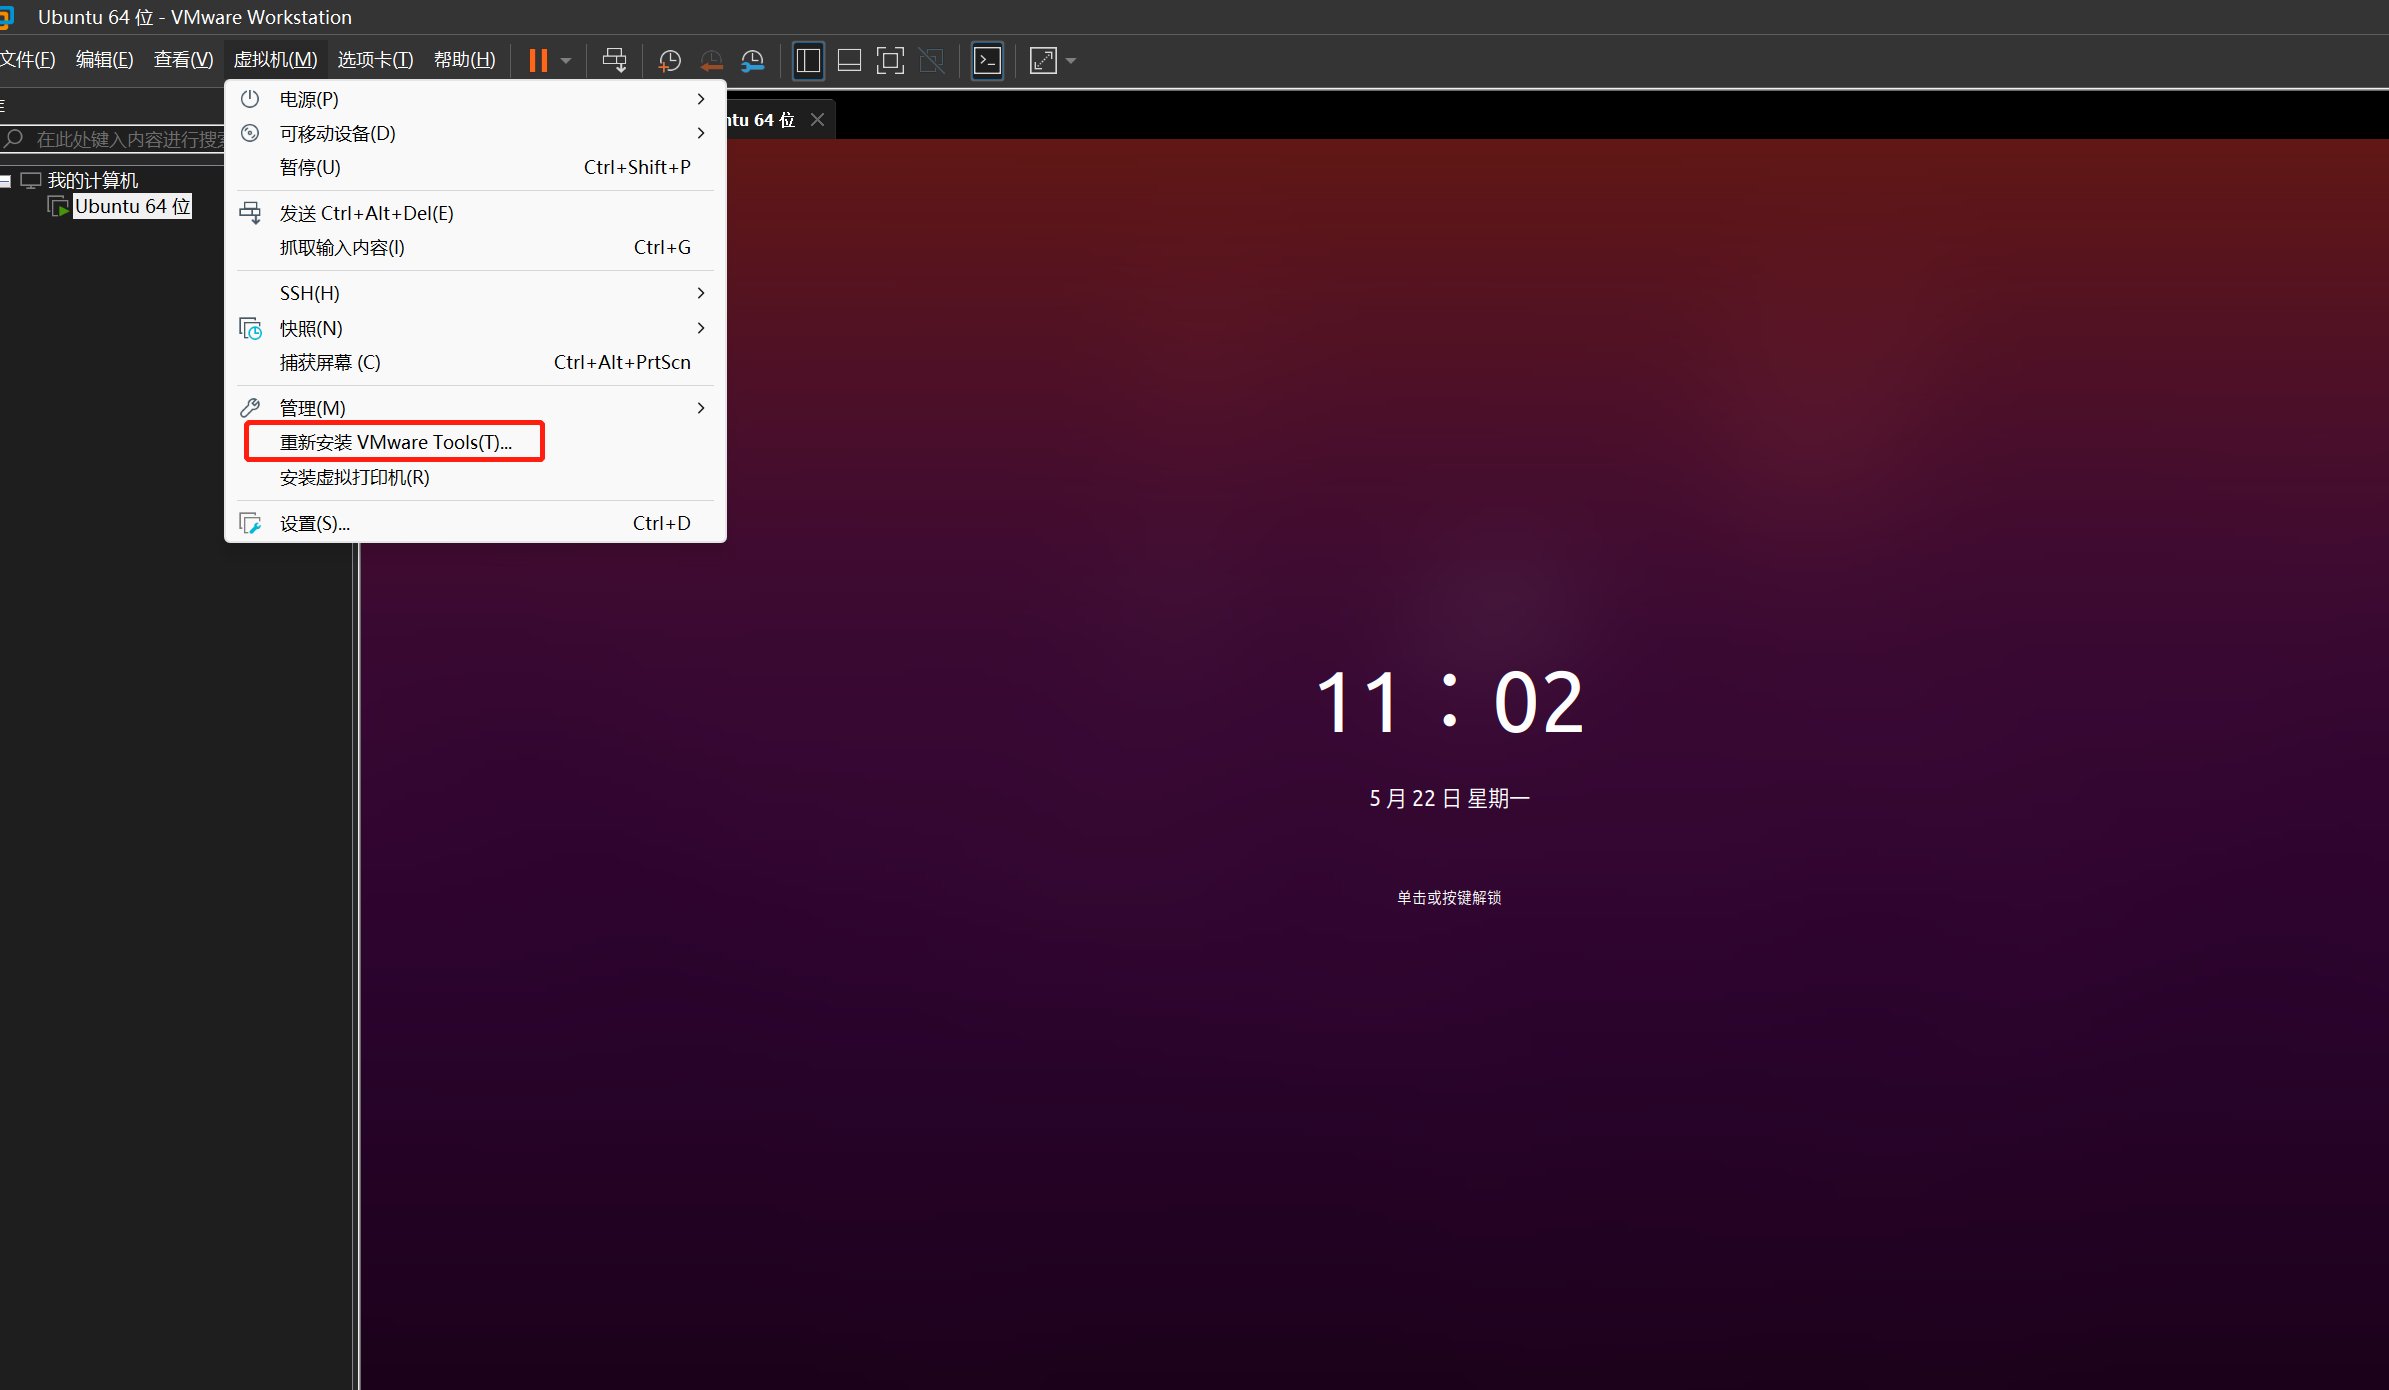 Ubuntu 64 位 - VMware Workstation
文件(F) 编辑(E) 查看(V) 虚拟机(M) 选项卡(T) 帮助(H)
在此处键入内容进行搜
我的计算机
Ubuntu 64 位
电源(P)
可移动设备(D)
暂停(U) Ctrl+Shift+P
发送 Ctrl+Alt+Del(E)
抓取输入内容(I) Ctrl+G
SSH(H)
快照(N)
捕获屏幕 (C) Ctrl+Alt+PrtScn
管理(M)
重新安装 VMware Tools(T)...
安装虚拟打印机(R)
设置(S)... Ctrl+D
ntu 64 位
11：02
5 月 22 日 星期一
单击或按键解锁